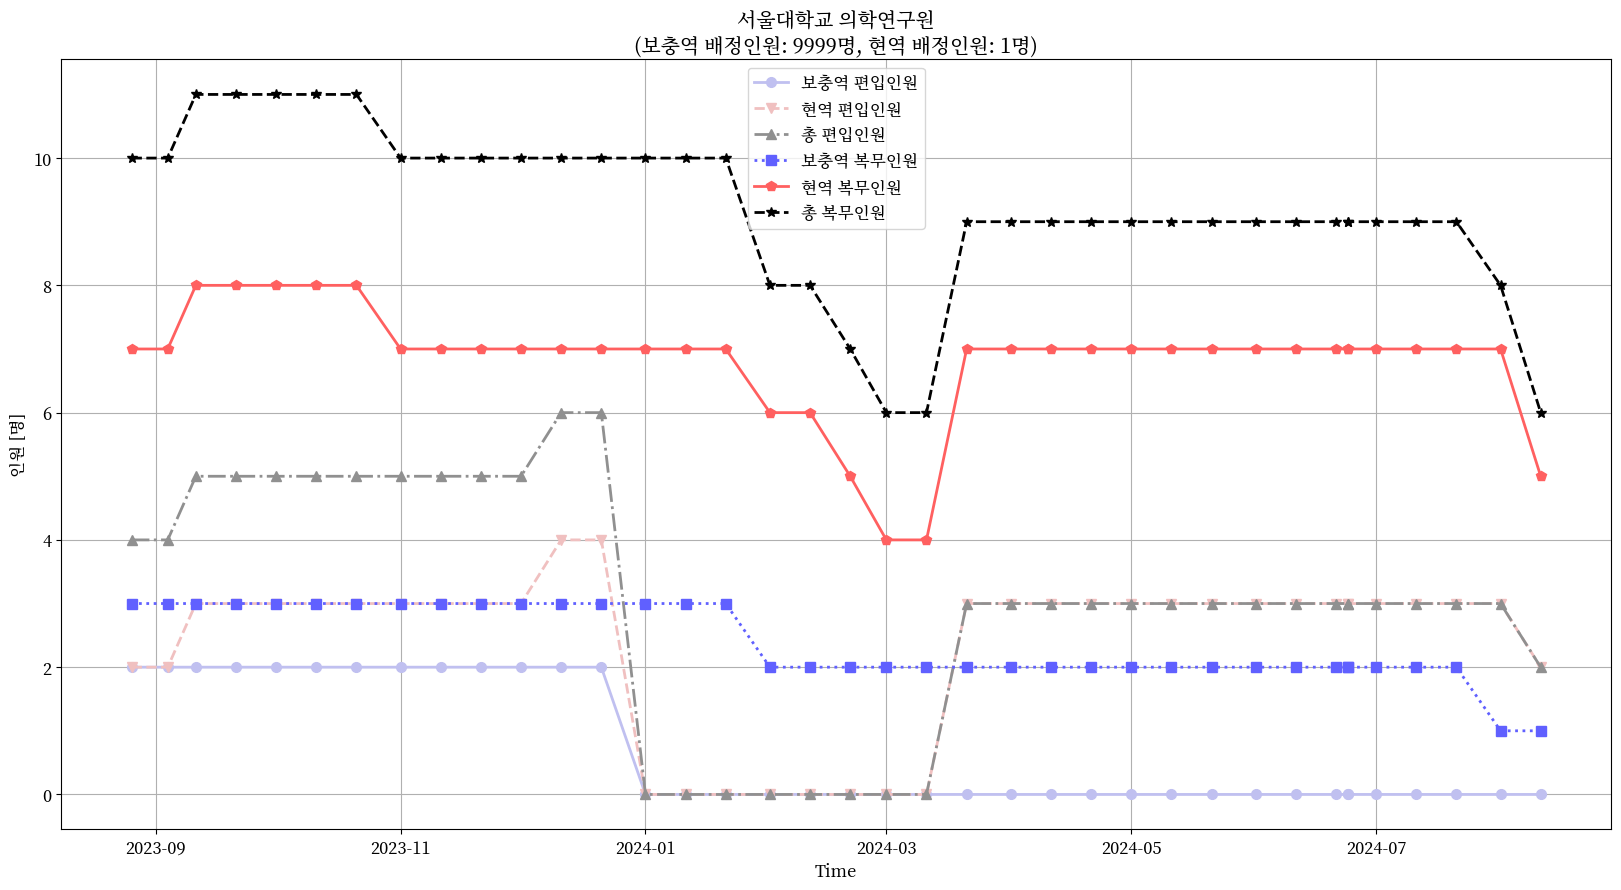 서울대학교 의학연구원
(보충역 배정인원: 9999명, 현역 배정인원: 1명)
보충역 편입인원
현역 편입인원
총 편입인원
보충역 복무인원
현역 복무인원
총 복무인원
인원 [명]
10
8
6
4
2
0
2023-09
2023-11
2024-01
2024-03
2024-05
2024-07
Time